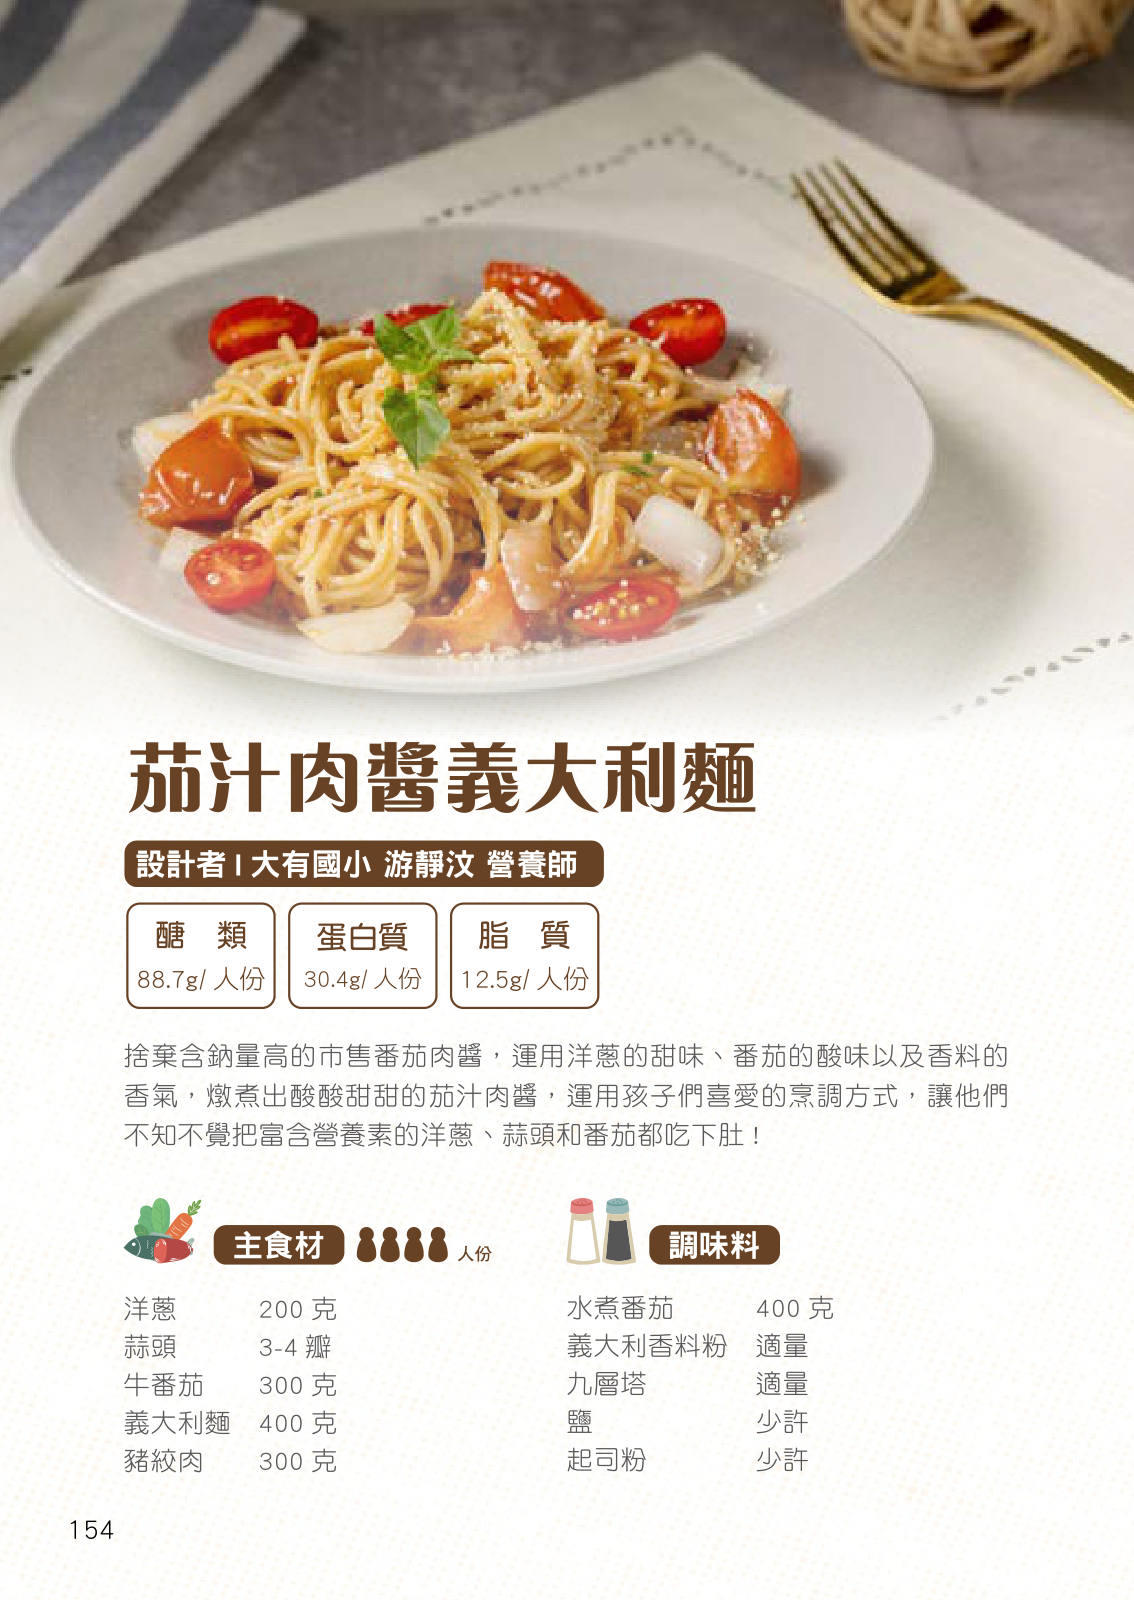 茄汁肉醬義大利麵
設計者 | 大有國小 游靜汶 營養師
醣 類
88.7g/ 人份
蛋白質
30.4g/ 人份
脂 質
12.5g/ 人份
捨棄含鈉量高的市售番茄肉醬，運用洋蔥的甜味、番茄的酸味以及香料的
香氣，燉煮出酸酸甜甜的茄汁肉醬，運用孩子們喜愛的烹調方式，讓他們
不知不覺把富含營養素的洋蔥、蒜頭和番茄都吃下肚！
主食材 人份
洋蔥 200 克
蒜頭 3-4 瓣
牛番茄 300 克
義大利麵 400 克
豬絞肉 300 克
調味料
水煮番茄 400 克
義大利香料粉 適量
九層塔 適量
鹽 少許
起司粉 少許
154